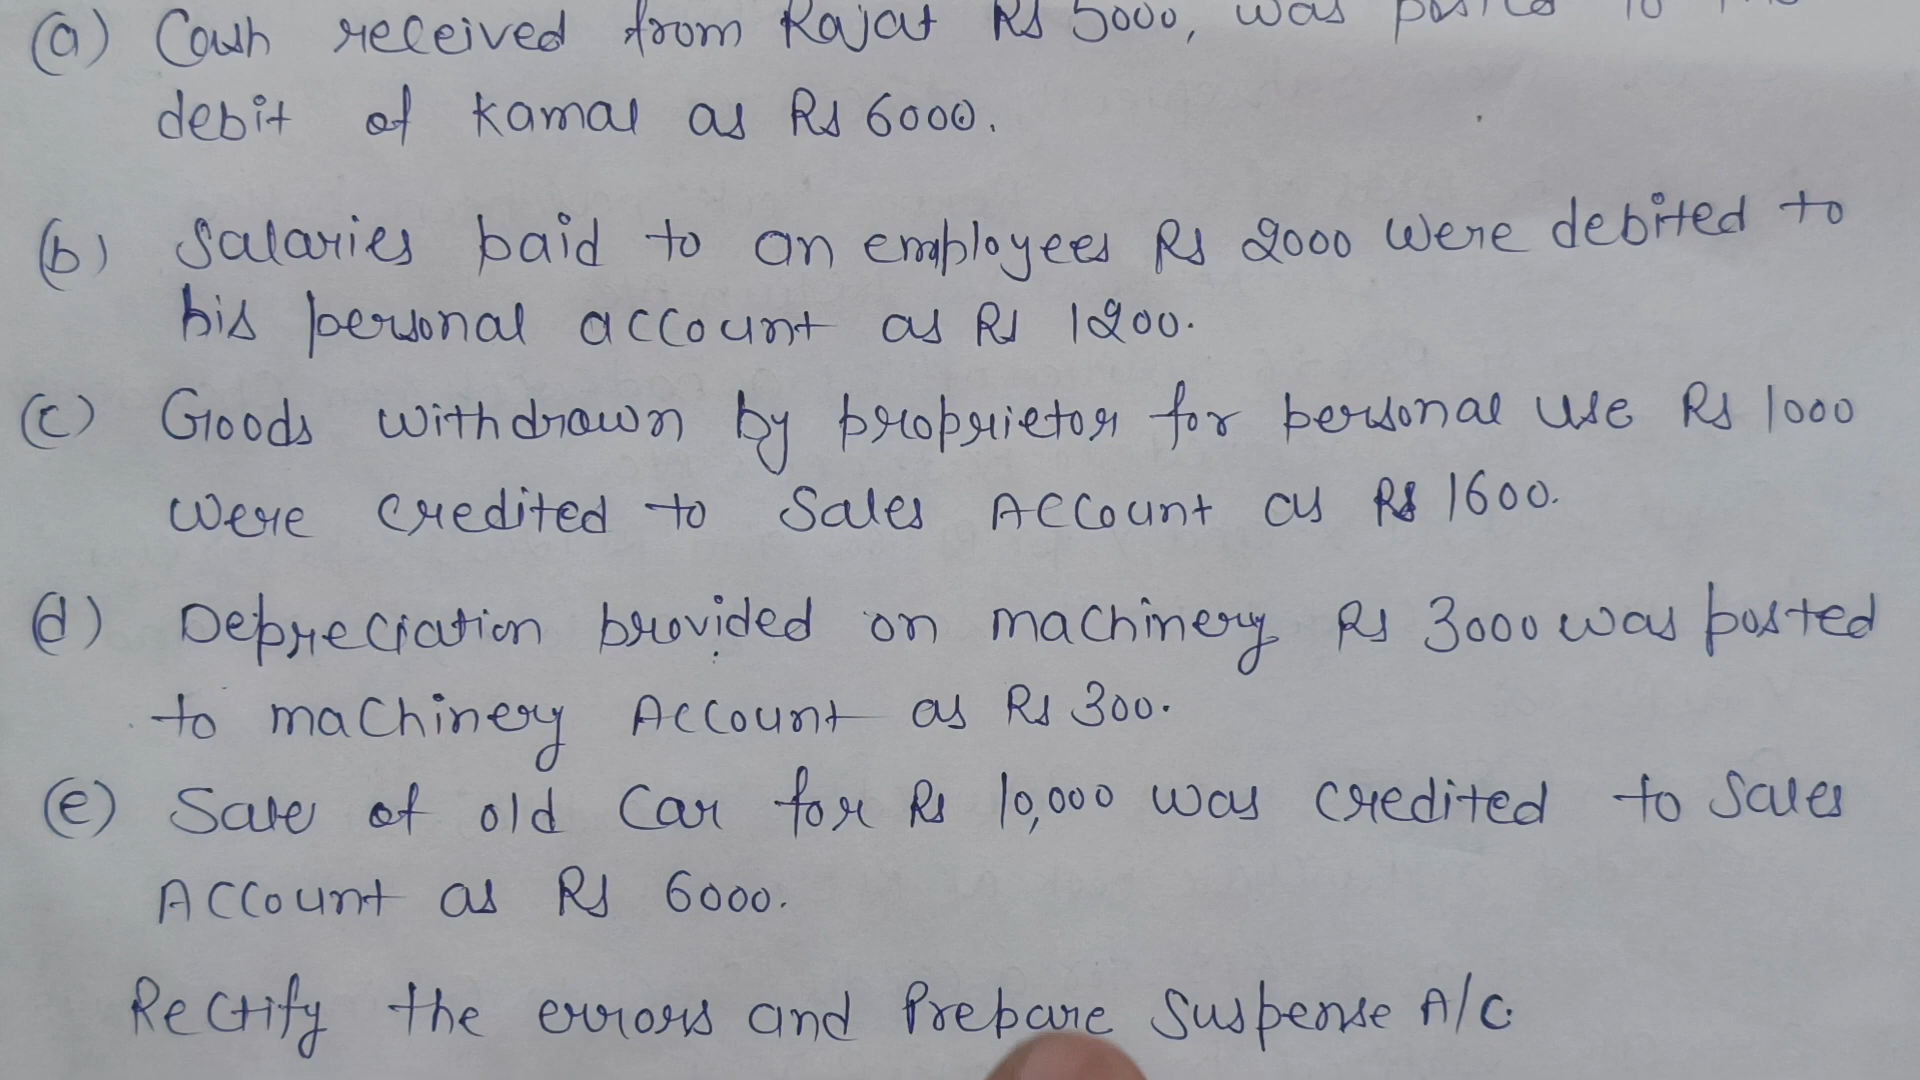 (a) Cash received from Rajat Rs 5000, was posted to the
debit of Kamal as Rs 6000.
(b) Salaries paid to an employees Rs 2000 were debited to
his personal account as Rs 1200.
(c) Goods withdrawn by proprietor for personal use Rs 1000
were credited to Sales Account as Rs 1600.
(d) Depreciation provided on machinery Rs 3000 was posted
to machinery Account as Rs 300.
(e) Sale of old Car for Rs 10,000 was credited to Sales
Account as Rs 6000.
Rectify the errors and Prepare Suspense A/C